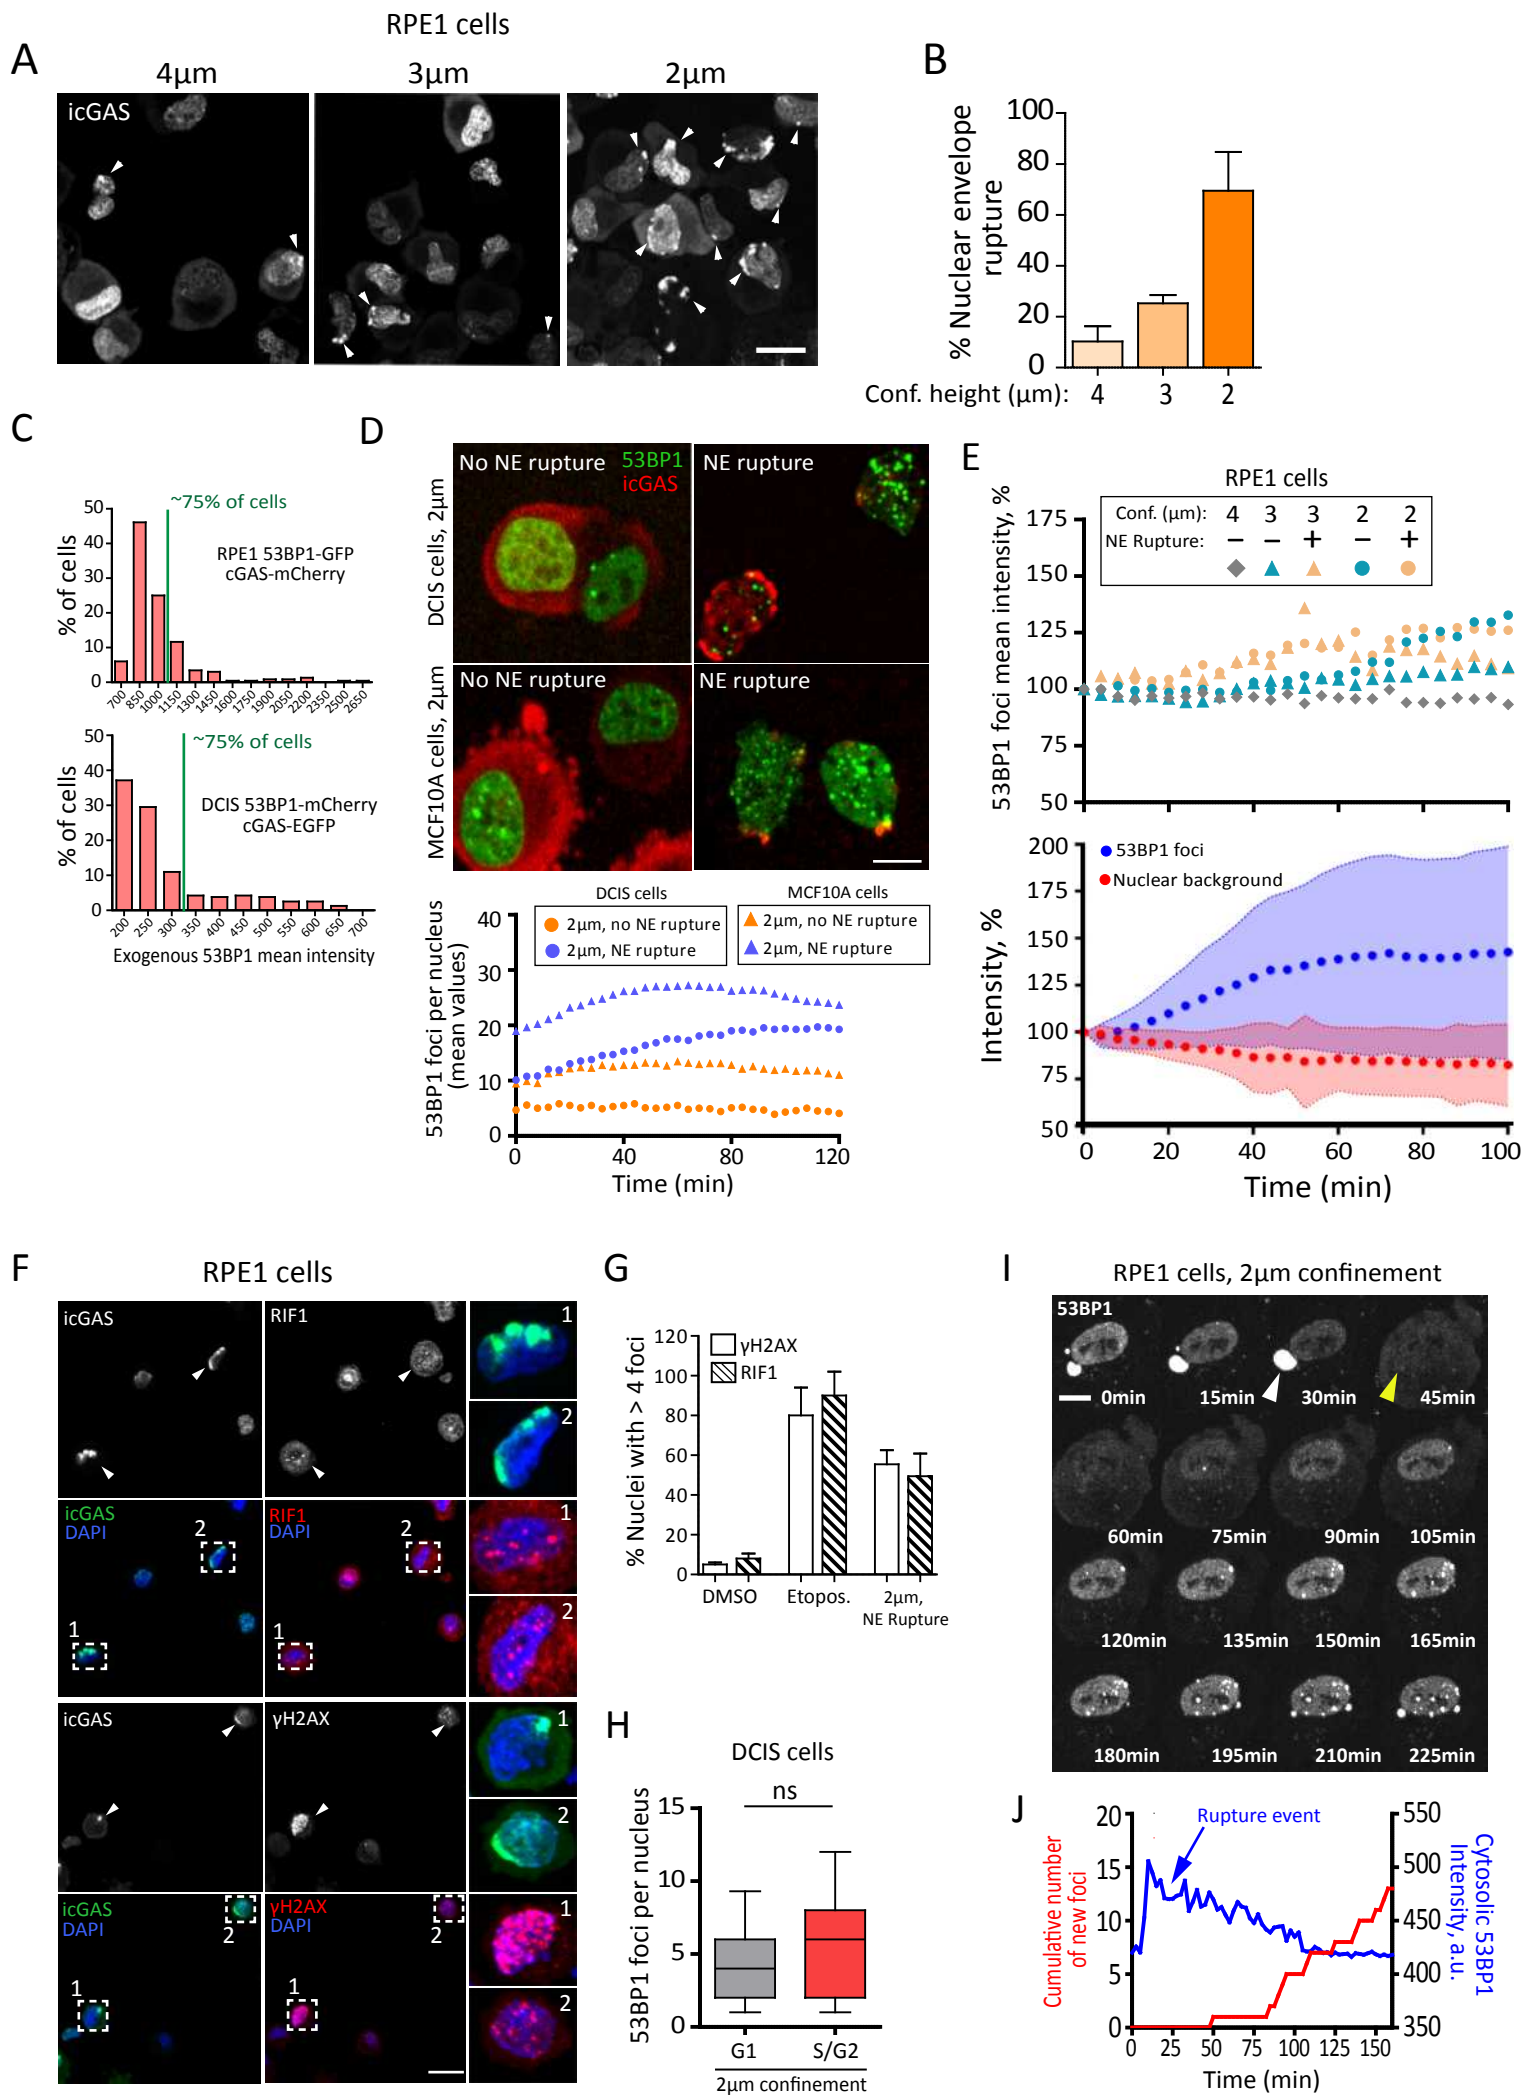 RPE1 cells
A
4µm
3µm
2µm
icGAS
B
% Nuclear envelope
rupture
100
80
60
40
20
0
Conf. height (µm):
4
3
2
C
50
40
30
20
10
0
% of cells
~75% of cells
RPE1 53BP1-GFP
cGAS-mCherry
700
850
1000
1150
1300
1450
1600
1750
1900
2050
2200
2350
2500
2650
50
40
30
20
10
0
% of cells
~75% of cells
DCIS 53BP1-mCherry
cGAS-EGFP
200
250
300
350
400
450
500
550
600
650
700
Exogenous 53BP1 mean intensity
D
DCIS cells, 2µm
No NE rupture
53BP1
icGAS
NE rupture
MCF10A cells, 2µm
No NE rupture
NE rupture
DCIS cells
MCF10A cells
2µm, no NE rupture
2µm, NE rupture
2µm, no NE rupture
2µm, NE rupture
53BP1 foci per nucleus
(mean values)
40
30
20
10
0
0
40
80
120
Time (min)
E
RPE1 cells
Conf. (µm): 4 3 3 2 2
NE Rupture: − − + − +
53BP1 foci mean intensity, %
175
150
125
100
75
50
53BP1 foci
Nuclear background
Intensity, %
200
175
150
125
100
75
50
0
20
40
60
80
100
Time (min)
F
RPE1 cells
icGAS
RIF1
1
2
icGAS
DAPI
2
1
RIF1
DAPI
2
1
1
2
icGAS
γH2AX
1
2
icGAS
DAPI
2
1
γH2AX
DAPI
2
1
1
2
G
% Nuclei with > 4 foci
120
100
80
60
40
20
0
γH2AX
RIF1
DMSO
Etopos.
2µm,
NE Rupture
H
DCIS cells
ns
53BP1 foci per nucleus
15
10
5
0
G1
S/G2
2µm confinement
I
RPE1 cells, 2µm confinement
53BP1
0min
15min
30min
45min
60min
75min
90min
105min
120min
135min
150min
165min
180min
195min
210min
225min
J
Rupture event
Cumulative number
of new foci
20
15
10
5
0
550
500
450
400
350
Cytosolic 53BP1
Intensity, a.u.
0
25
50
75
100
125
150
Time (min)